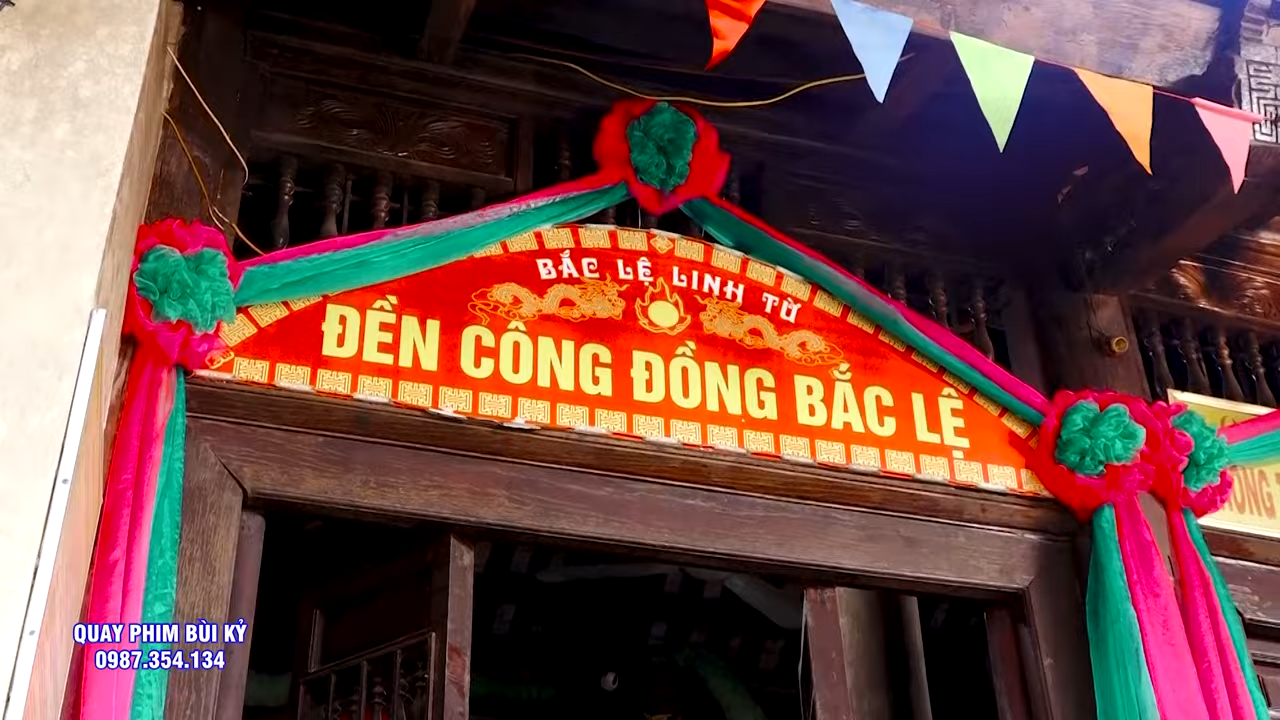 BẮC LỆ LINH TỪ
ĐỀN CÔNG ĐỒNG BẮC LỆ
QUAY PHIM BÙI KỶ
0987.354.134